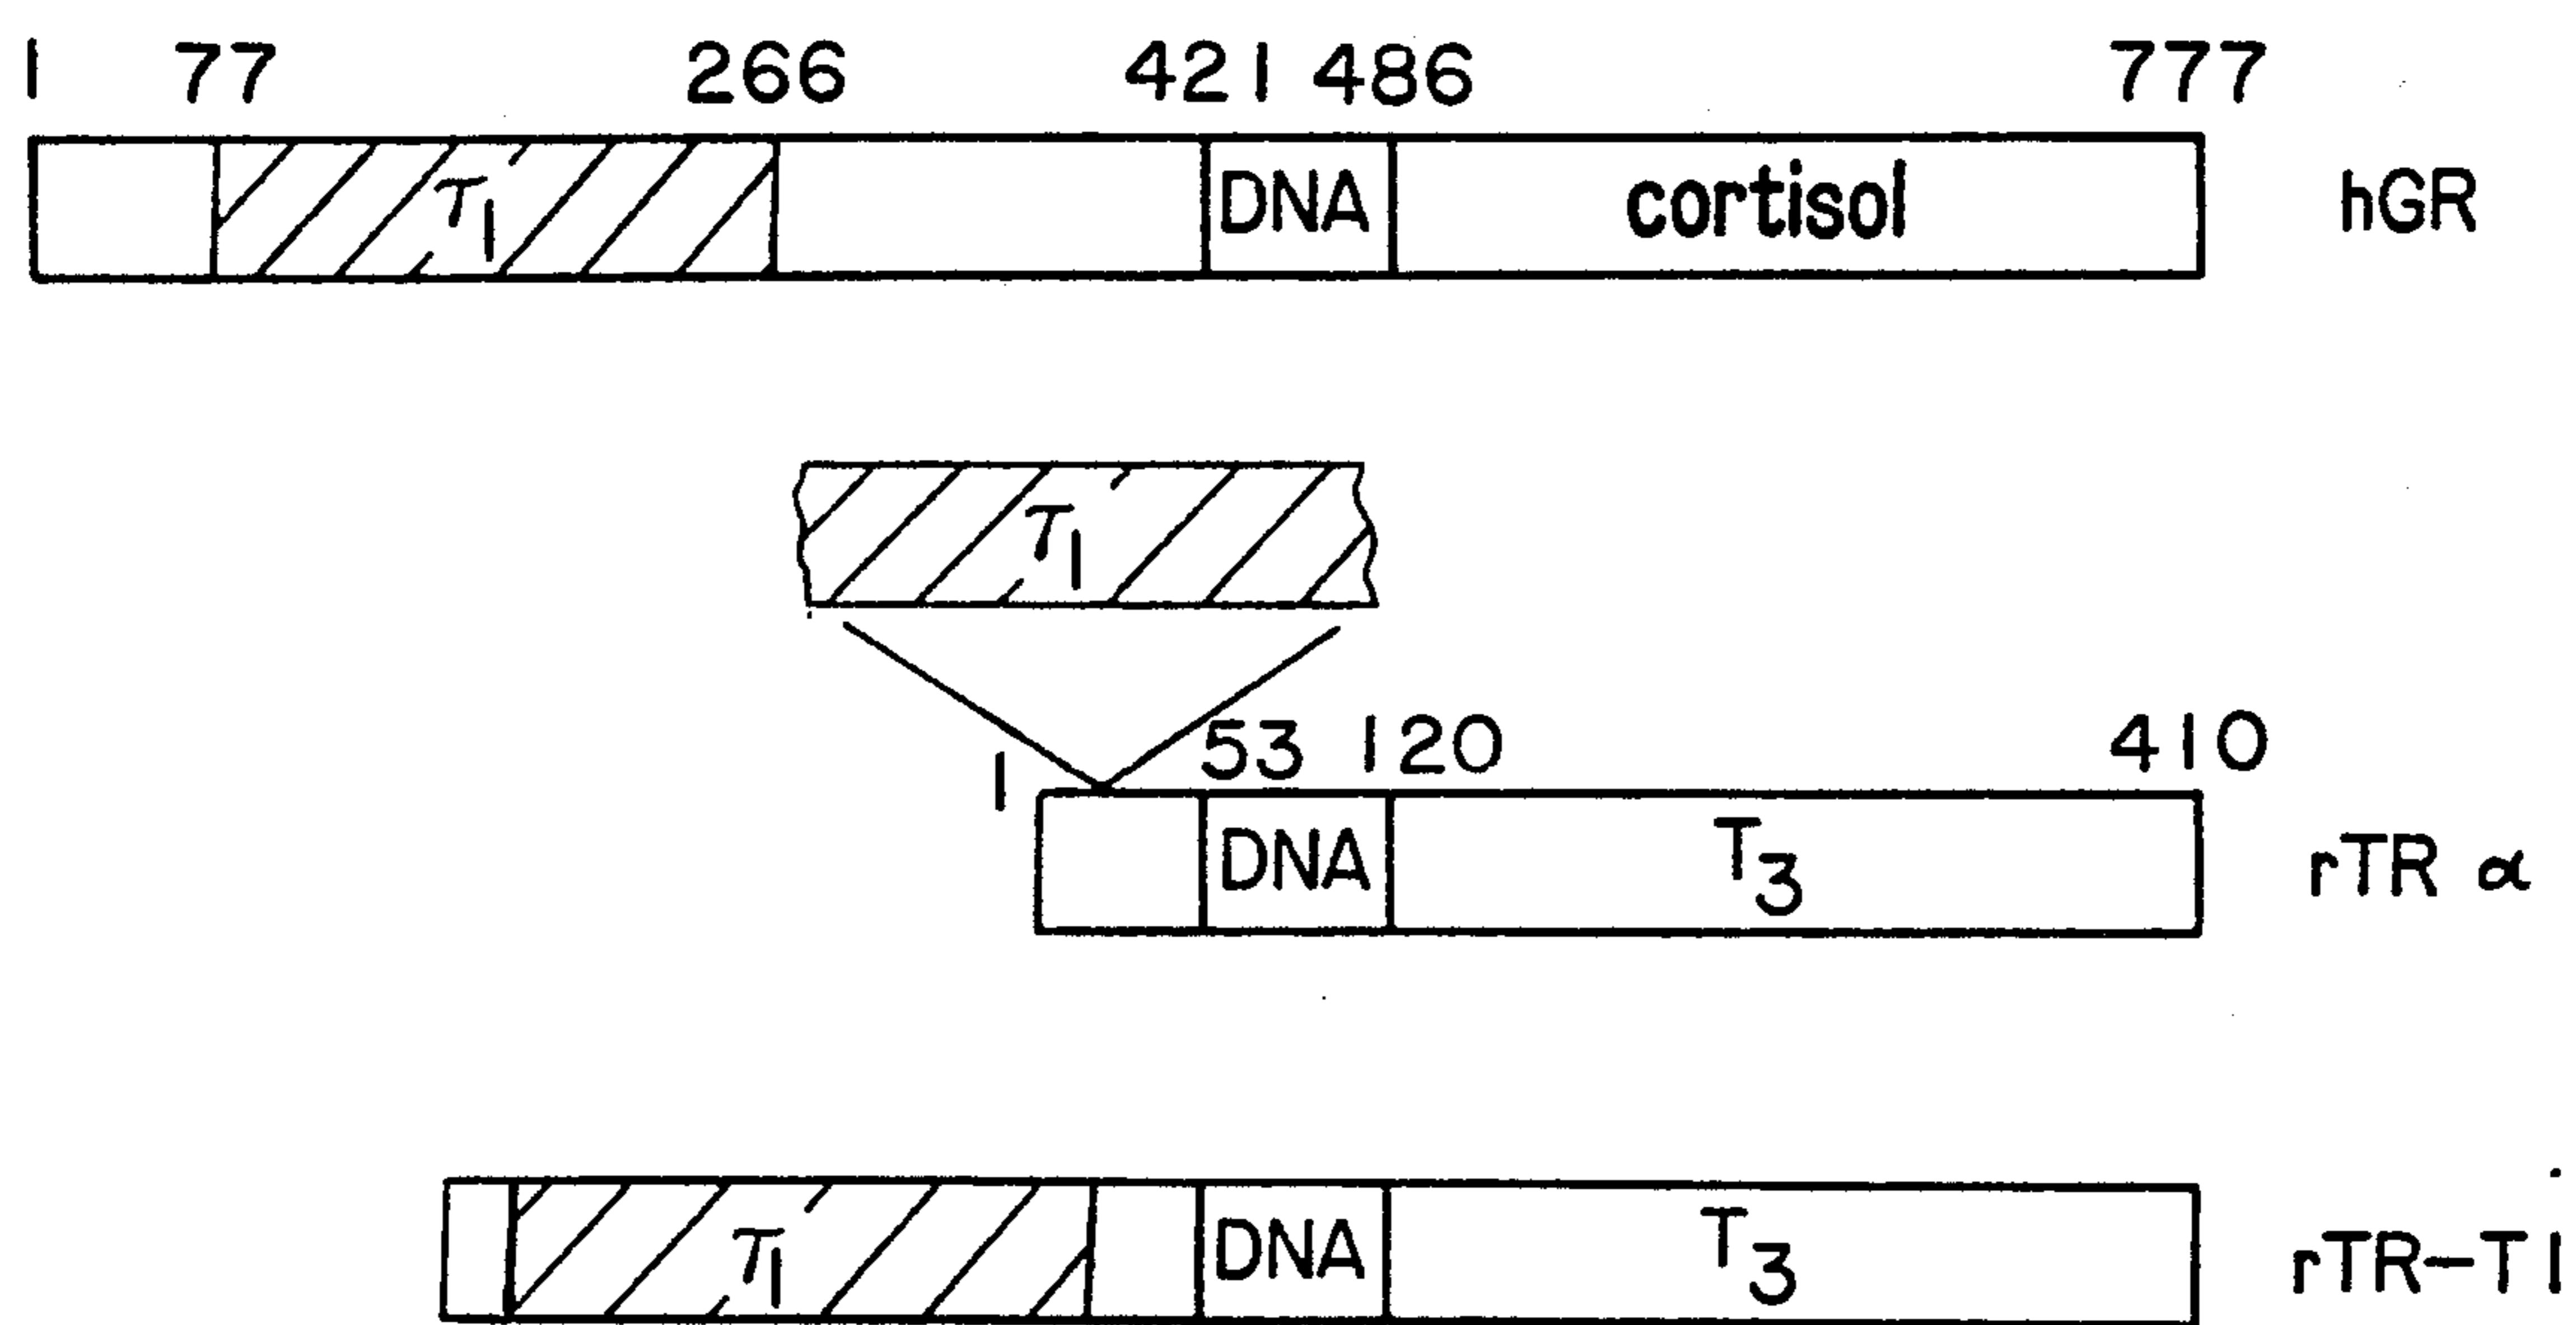 1 77 266 421 486 777
τ1 DNA cortisol hGR
τ1
1 53 120 410
DNA T3 rTR α
τ1 DNA T3 rTR-T1